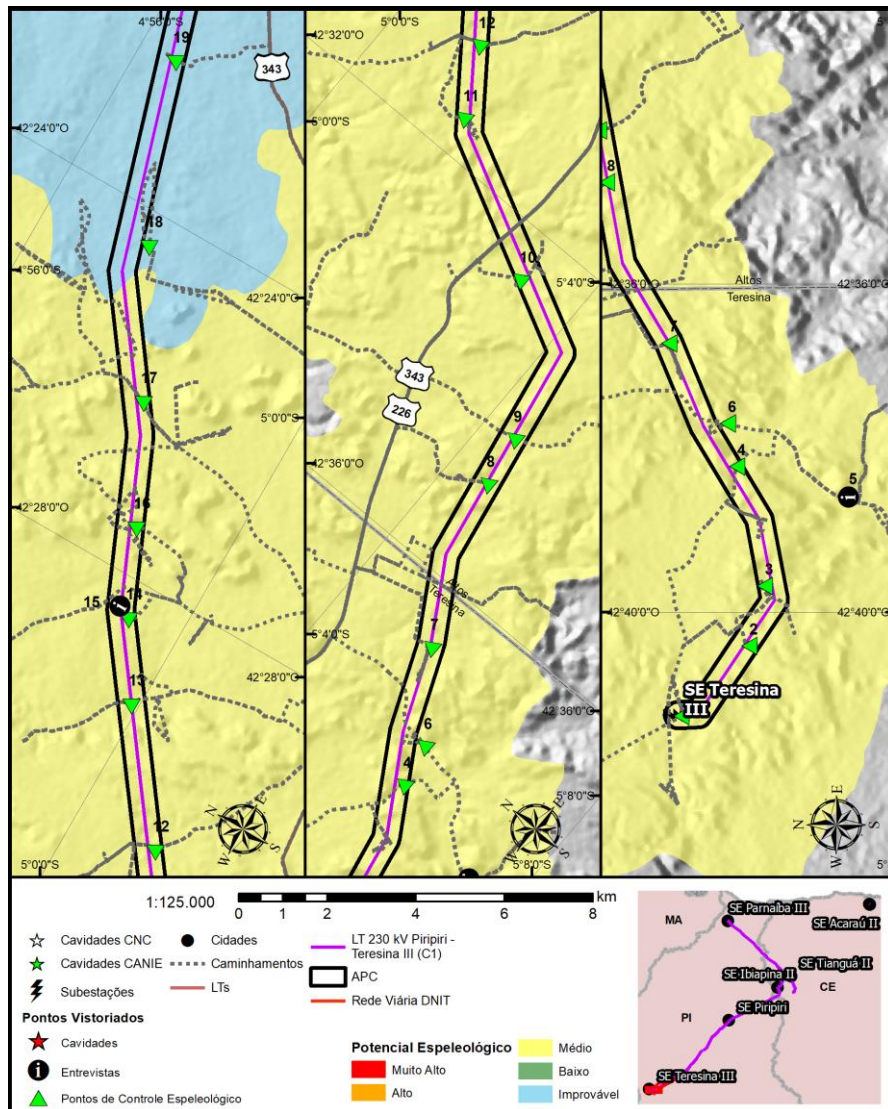 4°56'0"S
19
343
42°24'0"O
18
4°56'0"S
42°24'0"O
17
5°0'0"S
42°28'0"O
16
15
14
13
42°28'0"O
12
5°0'0"S
N
E
W
S
5°0'0"S
12
42°32'0"O
11
5°0'0"S
10
5°4'0"S
343
226
9
42°36'0"O
8
Altos
Teresina
5°4'0"S
7
42°36'0"O
6
4
5°8'0"S
N
E
W
S
5°8'0"S
8
Altos
Teresina
42°36'0"O
42°36'0"O
7
6
4
5
3
42°40'0"O
42°40'0"O
2
SE Teresina
III
N
E
W
S
1:125.000
0 1 2 4 6 8
km
Cavidades CNC
Cavidades CANIE
Subestações
Cidades
Caminhamentos
LTs
LT 230 kV Piripiri -
Teresina III (C1)
APC
Rede Viária DNIT
Pontos Vistoriados
Cavidades
Entrevistas
Pontos de Controle Espeleológico
Potencial Espeleológico
Muito Alto
Alto
Médio
Baixo
Improvável
MA
SE Parnaíba III
SE Acaraú II
SE Tianguá II
SE Ibiapina II
CE
PI
SE Piripiri
SE Teresina III